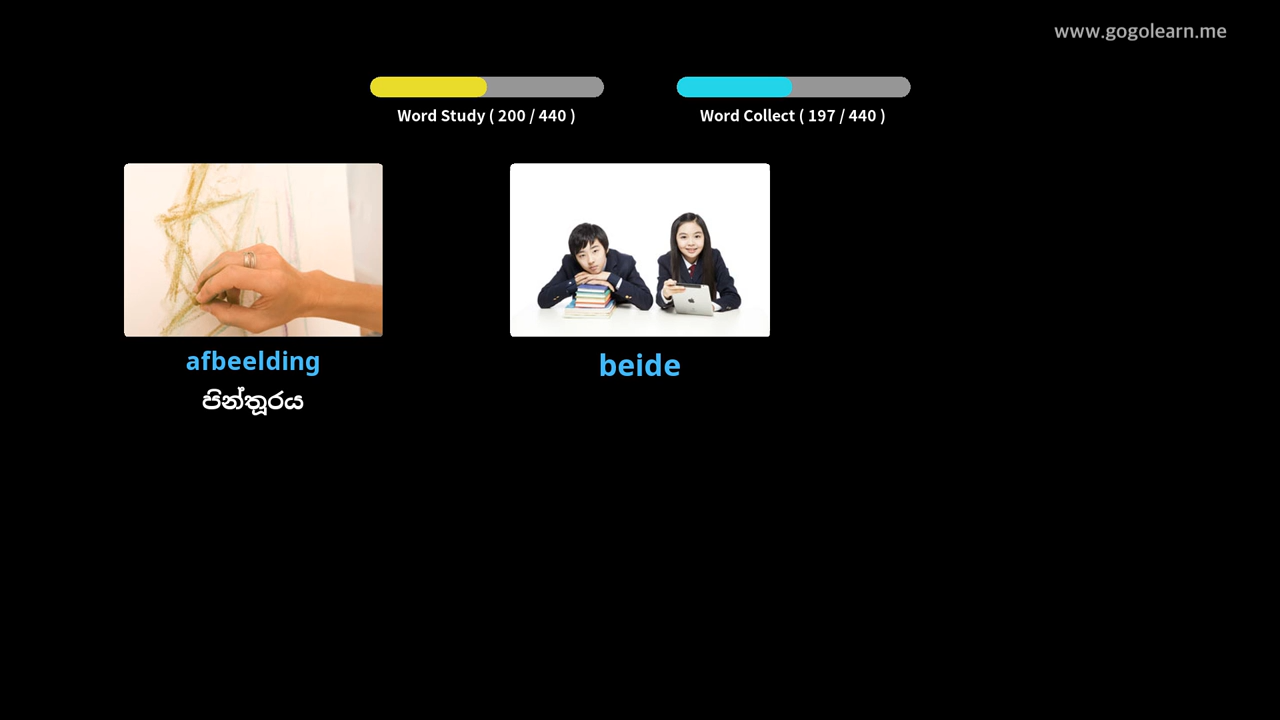 www.gogolearn.me
Word Study ( 200 / 440 )
Word Collect ( 197 / 440 )
afbeelding
පින්තූරය
beide